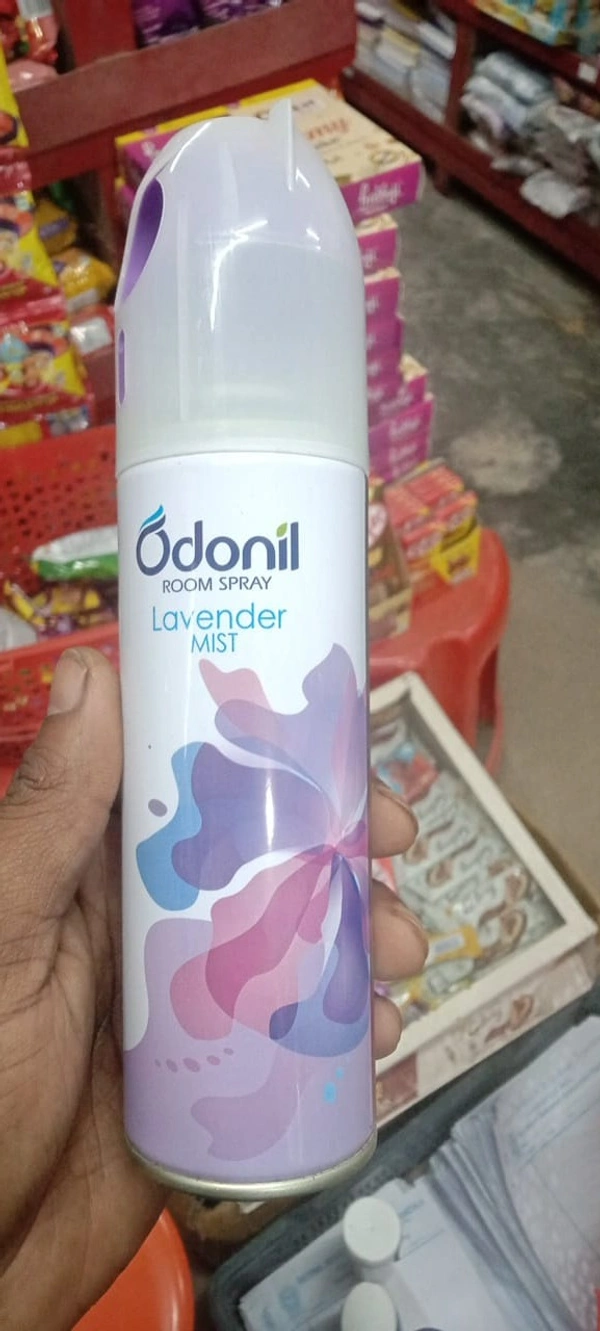 Odonil
ROOM SPRAY
Lavender
MIST